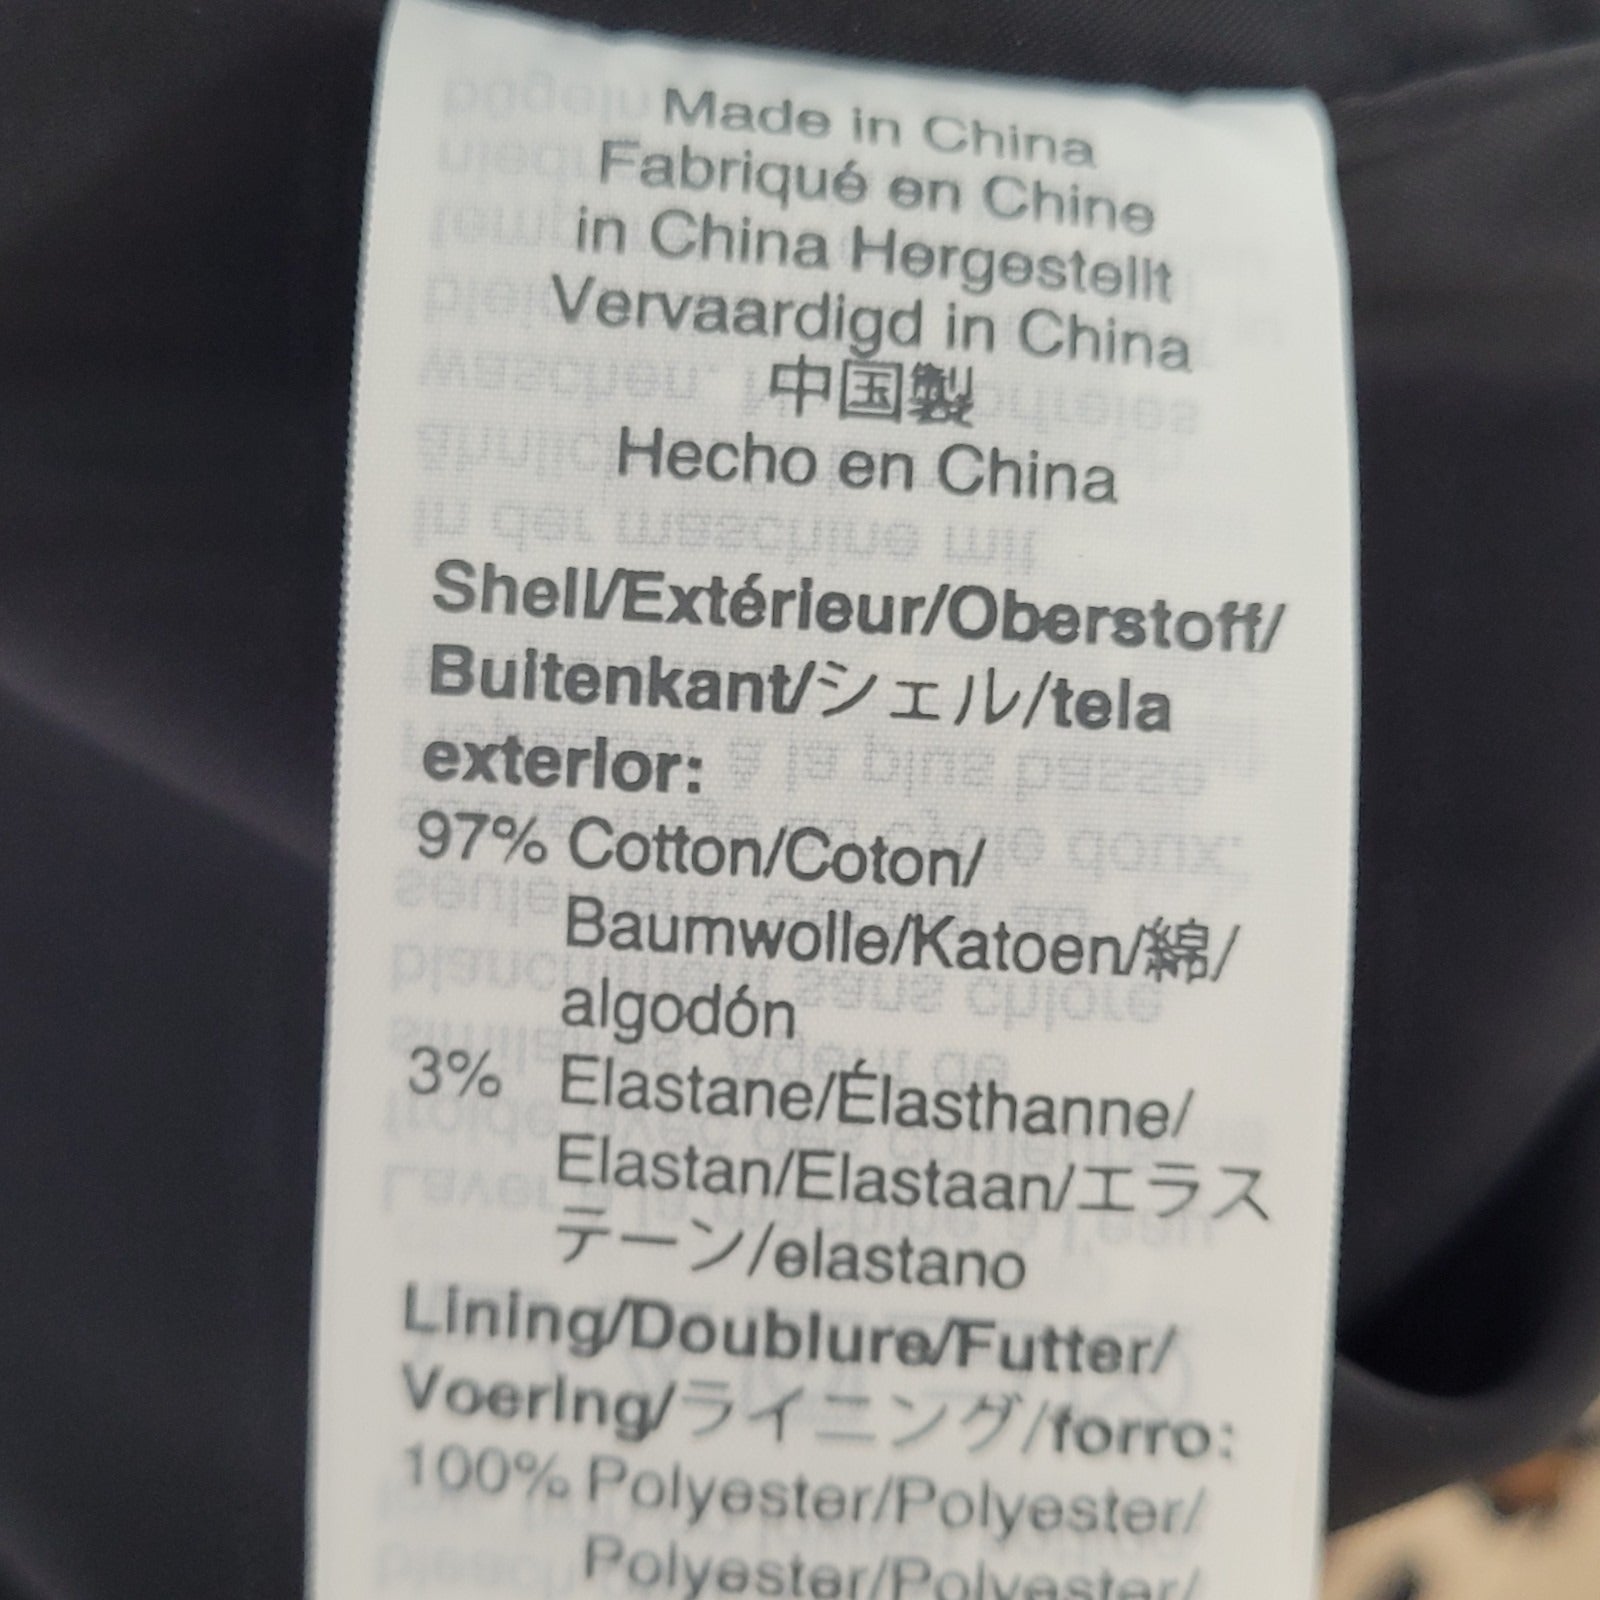 Made in China
Fabriqué en Chine
in China Hergestellt
Vervaardigd in China
中国製
Hecho en China
Shell/Extérieur/Oberstoff/
Buitenkant/シェル/tela
exterior:
97% Cotton/Coton/
Baumwolle/Katoen/綿/
algodón
3% Elastane/Élasthanne/
Elastan/Elastaan/エラス
テーン/elastano
Lining/Doublure/Futter/
Voering/ライニング/forro:
100% Polyester/Polyester/
Polyester/Polyester/